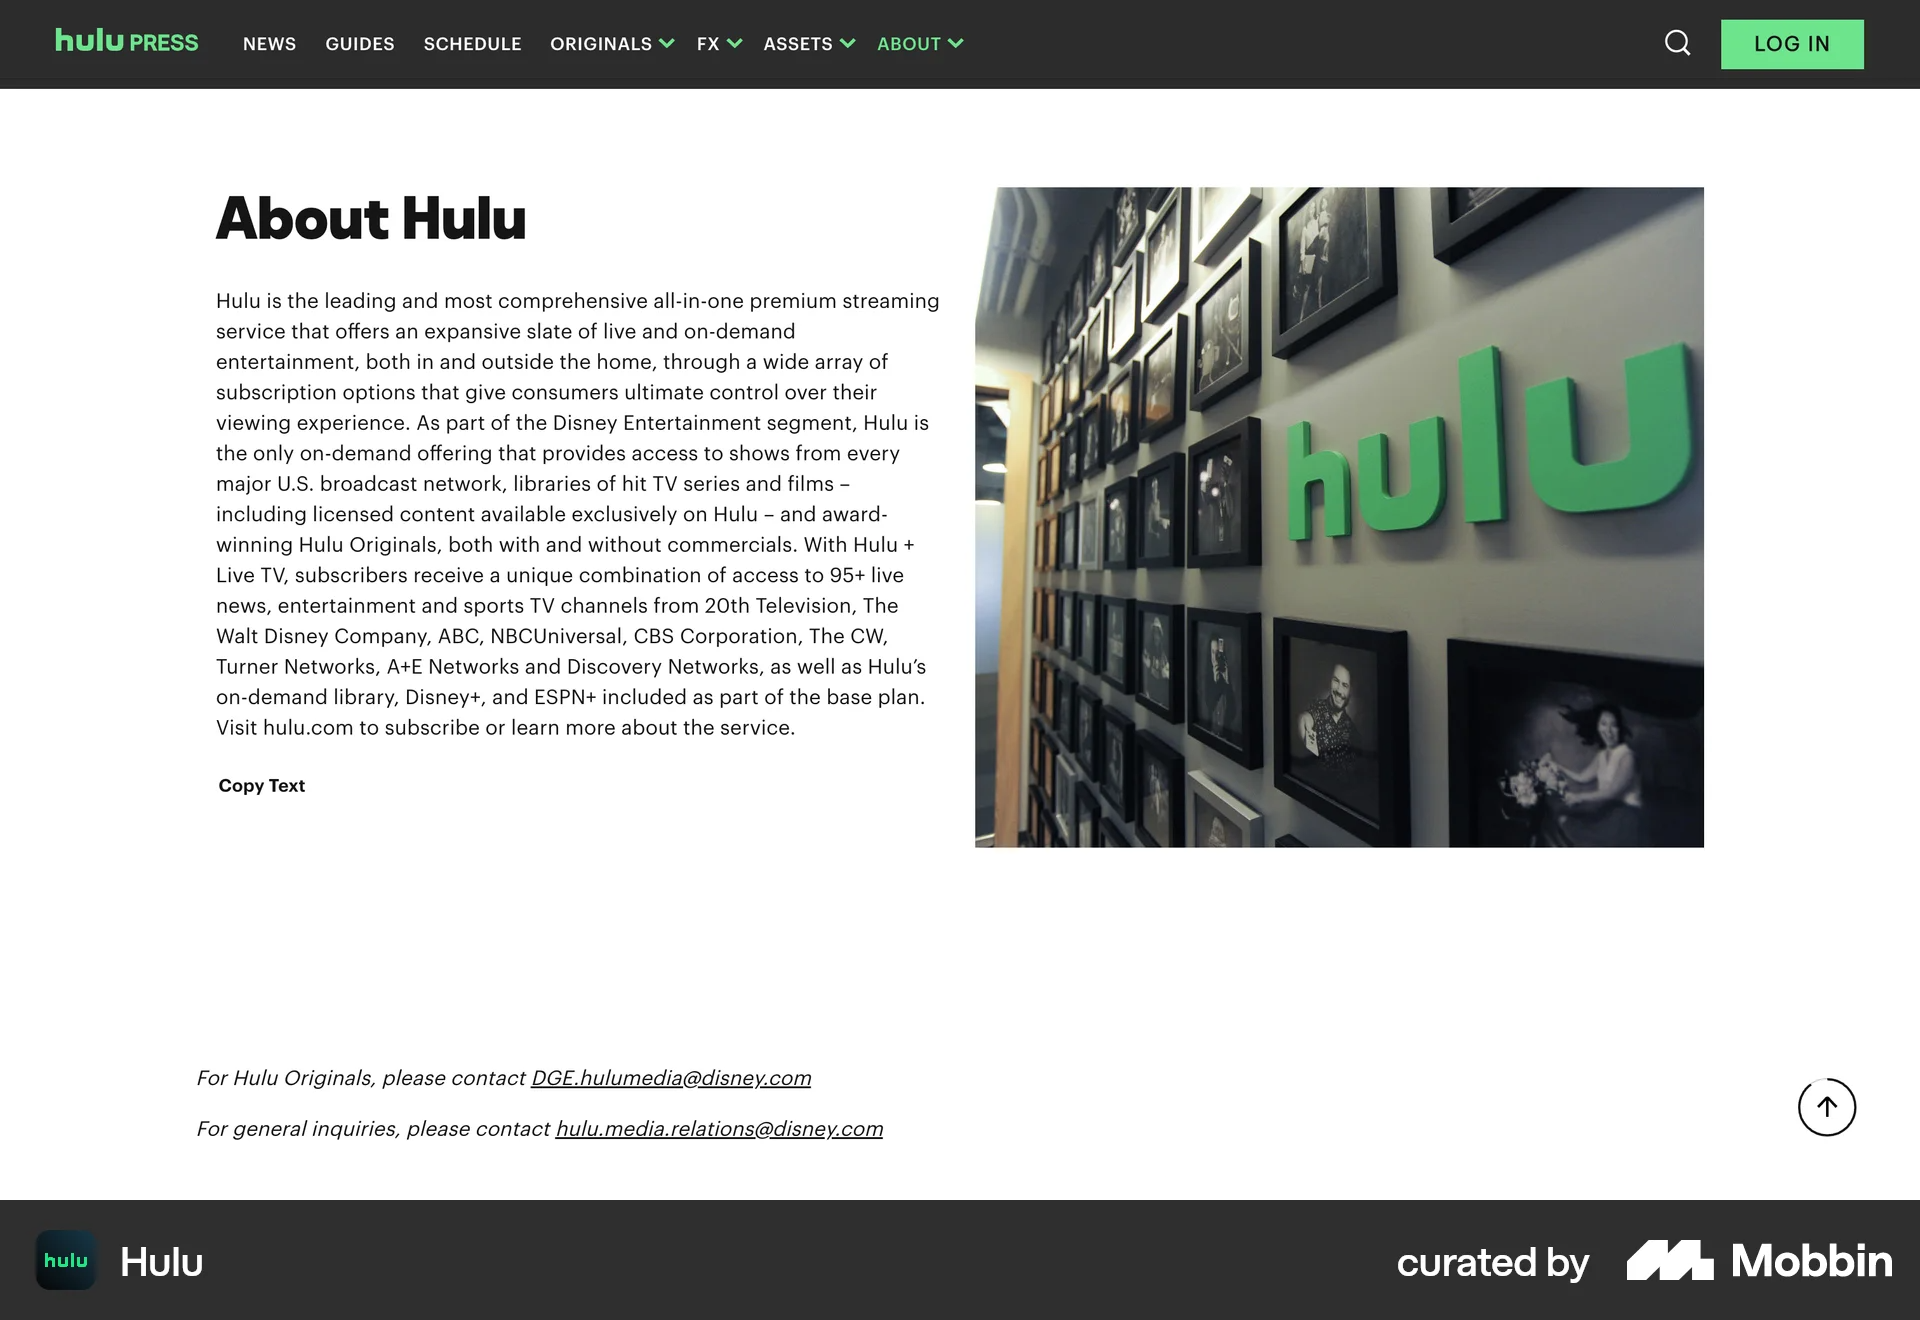 hulu PRESS NEWS GUIDES SCHEDULE ORIGINALS FX ASSETS ABOUT LOG IN
About Hulu
Hulu is the leading and most comprehensive all-in-one premium streaming
service that offers an expansive slate of live and on-demand
entertainment, both in and outside the home, through a wide array of
subscription options that give consumers ultimate control over their
viewing experience. As part of the Disney Entertainment segment, Hulu is
the only on-demand offering that provides access to shows from every
major U.S. broadcast network, libraries of hit TV series and films –
including licensed content available exclusively on Hulu – and award-
winning Hulu Originals, both with and without commercials. With Hulu +
Live TV, subscribers receive a unique combination of access to 95+ live
news, entertainment and sports TV channels from 20th Television, The
Walt Disney Company, ABC, NBCUniversal, CBS Corporation, The CW,
Turner Networks, A+E Networks and Discovery Networks, as well as Hulu’s
on-demand library, Disney+, and ESPN+ included as part of the base plan.
Visit hulu.com to subscribe or learn more about the service.
Copy Text
hulu
For Hulu Originals, please contact DGE.hulumedia@disney.com
For general inquiries, please contact hulu.media.relations@disney.com
hulu Hulu curated by Mobbin